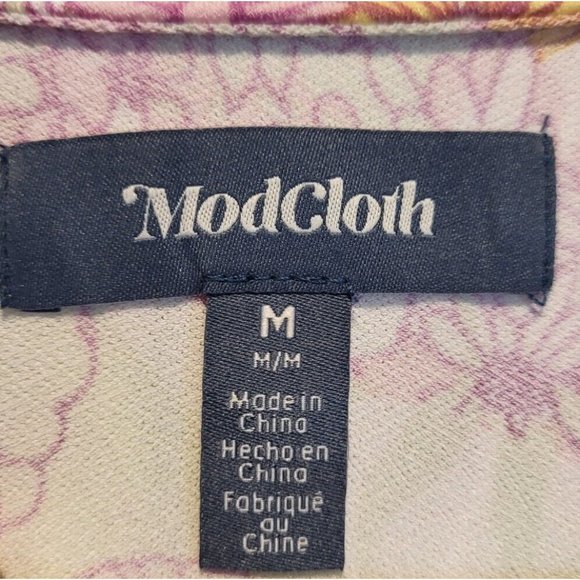 ModCloth
M
M/M
Made in
China
Hecho en
China
Fabriqué
au
Chine